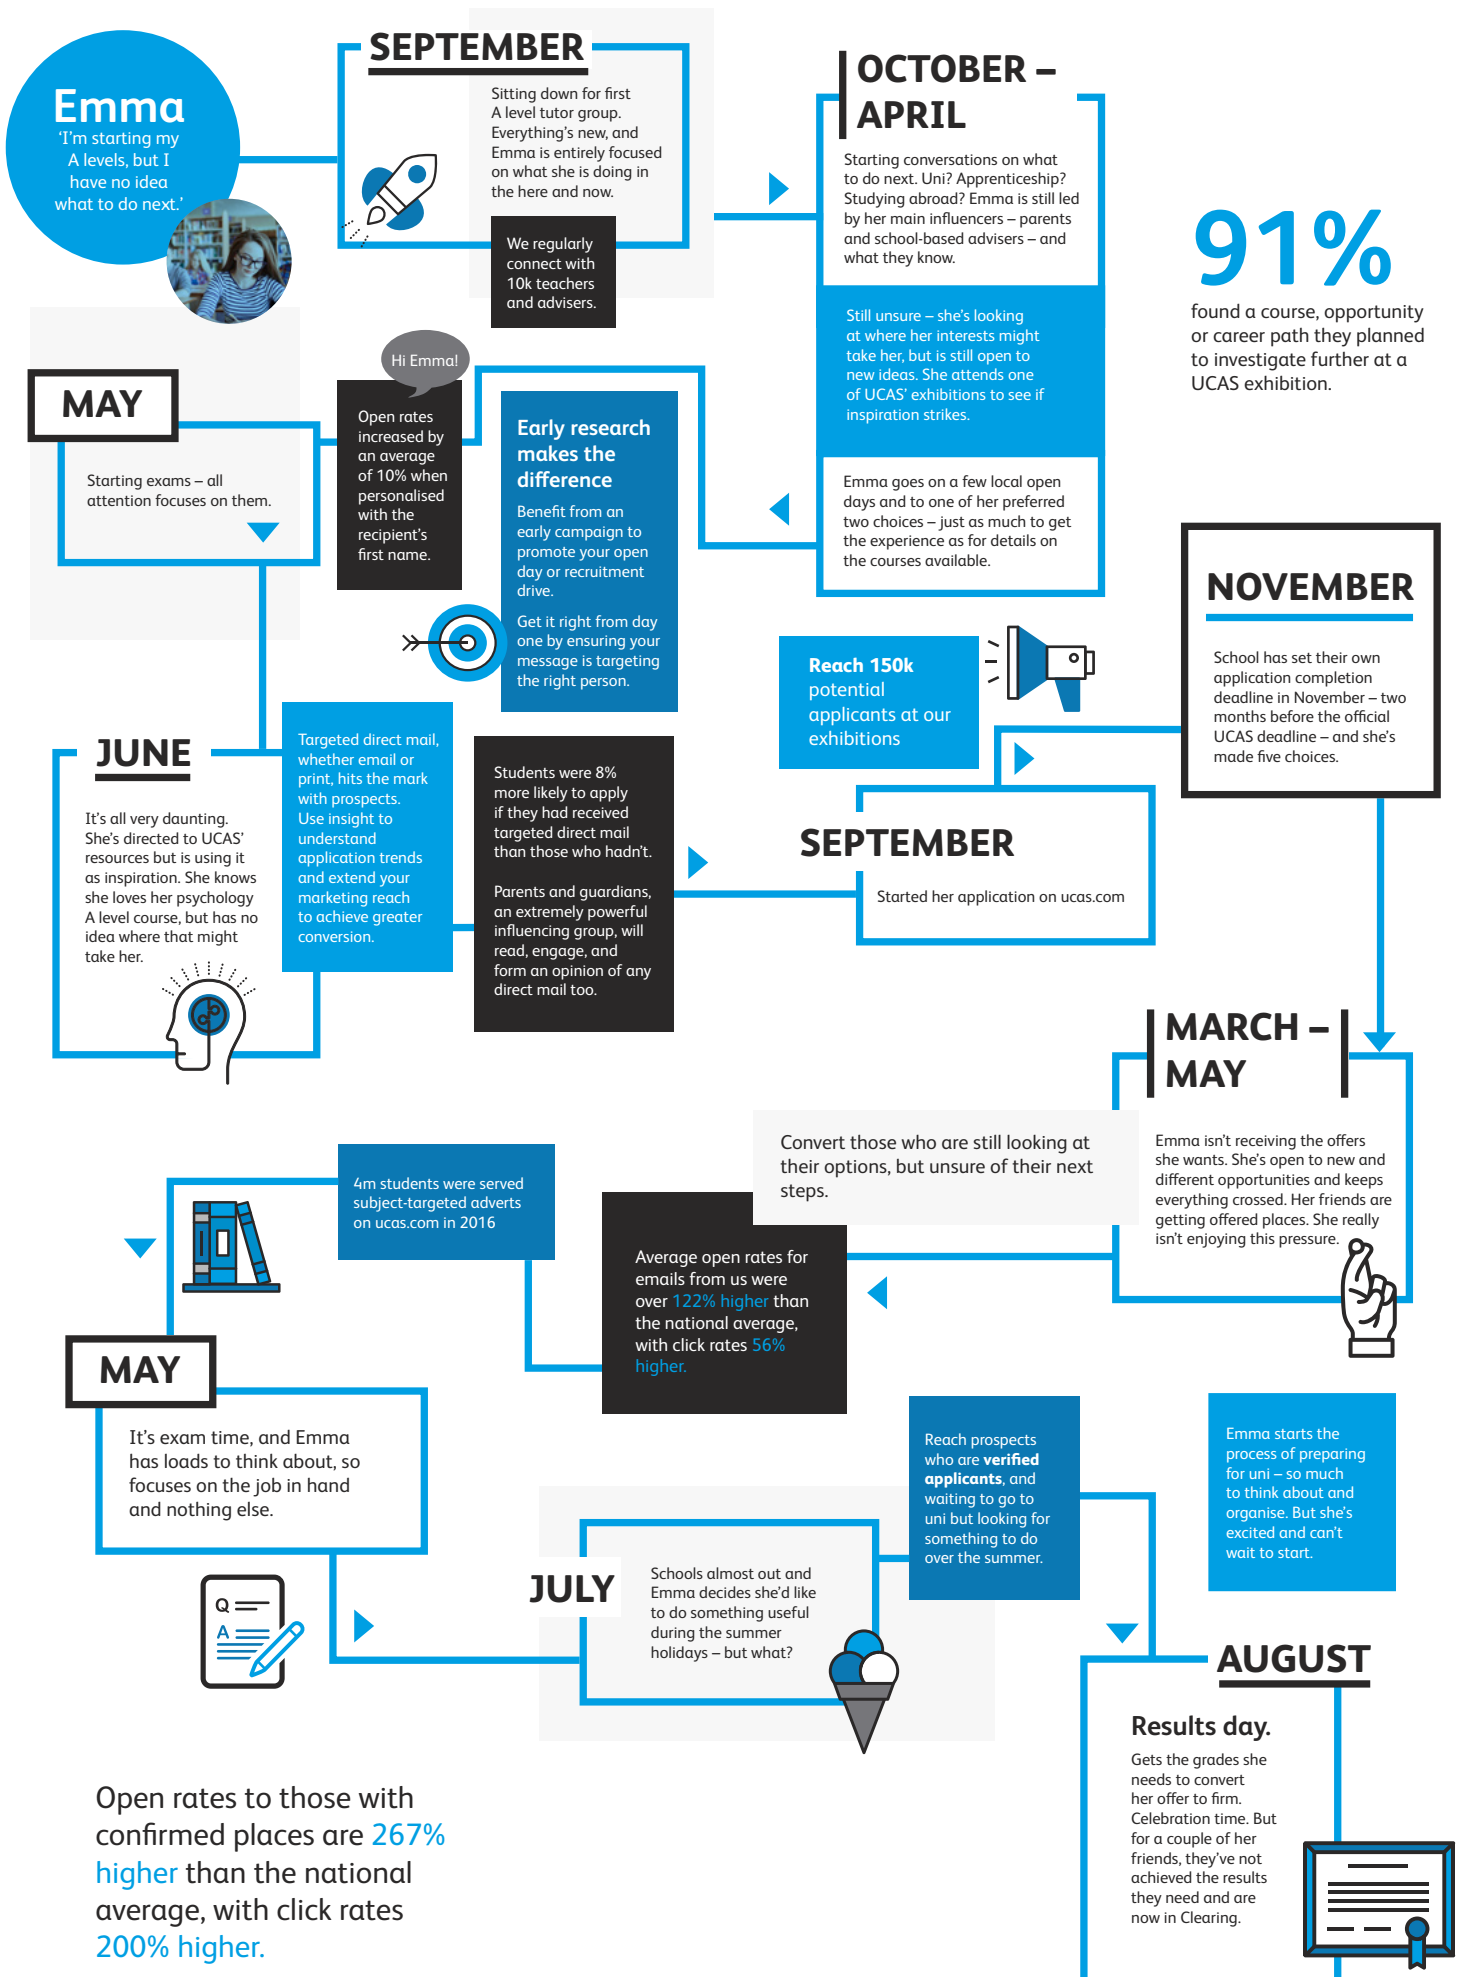 Emma
‘I’m starting my
A levels, but I
have no idea
what to do next.’
SEPTEMBER
Sitting down for first
A level tutor group.
Everything’s new, and
Emma is entirely focused
on what she is doing in
the here and now.
We regularly
connect with
10k teachers
and advisers.
OCTOBER –
APRIL
Starting conversations on what
to do next. Uni? Apprenticeship?
Studying abroad? Emma is still led
by her main influencers – parents
and school-based advisers – and
what they know.
Still unsure – she’s looking
at where her interests might
take her, but is still open to
new ideas. She attends one
of UCAS’ exhibitions to see if
inspiration strikes.
Emma goes on a few local open
days and to one of her preferred
two choices – just as much to get
the experience as for details on
the courses available.
91%
found a course, opportunity
or career path they planned
to investigate further at a
UCAS exhibition.
Early research
makes the
difference
Benefit from an
early campaign to
promote your open
day or recruitment
drive.
Get it right from day
one by ensuring your
message is targeting
the right person.
Hi Emma!
Open rates
increased by
an average
of 10% when
personalised
with the
recipient’s
first name.
MAY
Starting exams – all
attention focuses on them.
JUNE
It’s all very daunting.
She’s directed to UCAS’
resources but is using it
as inspiration. She knows
she loves her psychology
A level course, but has no
idea where that might
take her.
Targeted direct mail,
whether email or
print, hits the mark
with prospects.
Use insight to
understand
application trends
and extend your
marketing reach
to achieve greater
conversion.
Students were 8%
more likely to apply
if they had received
targeted direct mail
than those who hadn’t.
Parents and guardians,
an extremely powerful
influencing group, will
read, engage, and
form an opinion of any
direct mail too.
Reach 150k
potential
applicants at our
exhibitions
SEPTEMBER
Started her application on ucas.com
NOVEMBER
School has set their own
application completion
deadline in November – two
months before the official
UCAS deadline – and she’s
made five choices.
MARCH –
MAY
Emma isn’t receiving the offers
she wants. She’s open to new and
different opportunities and keeps
everything crossed. Her friends are
getting offered places. She really
isn’t enjoying this pressure.
Convert those who are still looking at
their options, but unsure of their next
steps.
Average open rates for
emails from us were
over 122% higher than
the national average,
with click rates 56%
higher.
4m students were served
subject-targeted adverts
on ucas.com in 2016
MAY
It’s exam time, and Emma
has loads to think about, so
focuses on the job in hand
and nothing else.
Q
A
JULY
Schools almost out and
Emma decides she’d like
to do something useful
during the summer
holidays – but what?
Reach prospects
who are verified
applicants, and
waiting to go to
uni but looking for
something to do
over the summer.
Emma starts the
process of preparing
for uni – so much
to think about and
organise. But she’s
excited and can’t
wait to start.
AUGUST
Results day.
Gets the grades she
needs to convert
her offer to firm.
Celebration time. But
for a couple of her
friends, they’ve not
achieved the results
they need and are
now in Clearing.
Open rates to those with
confirmed places are 267%
higher than the national
average, with click rates
200% higher.